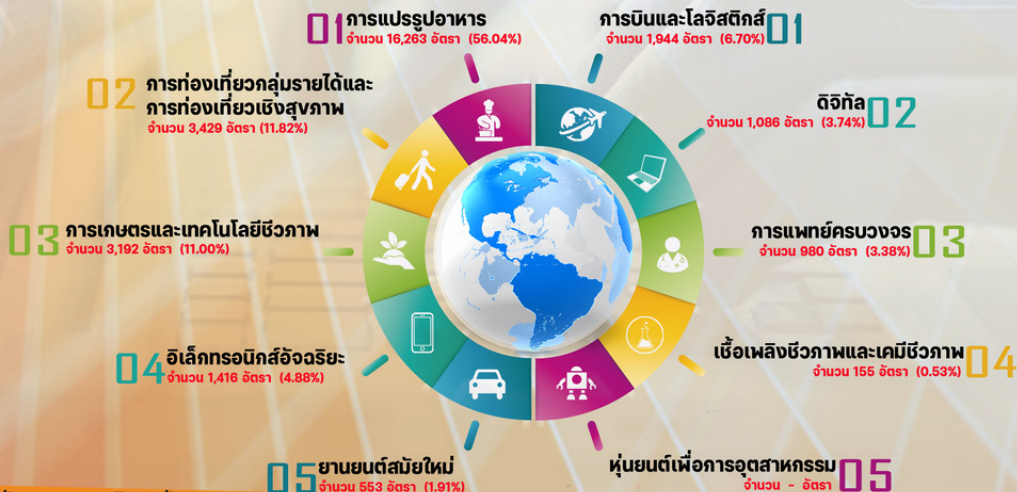 01 การแปรรูปอาหาร
จำนวน 16,263 อัตรา (56.04%)
02 การท่องเที่ยวกลุ่มรายได้และ
การท่องเที่ยวเชิงสุขภาพ
จำนวน 3,429 อัตรา (11.82%)
03 การเกษตรและเทคโนโลยีชีวภาพ
จำนวน 3,192 อัตรา (11.00%)
04 อิเล็กทรอนิกส์อัจฉริยะ
จำนวน 1,416 อัตรา (4.88%)
05 ยานยนต์สมัยใหม่
จำนวน 553 อัตรา (1.91%)
การบินและโลจิสติกส์ 01
จำนวน 1,944 อัตรา (6.70%)
ดิจิทัล 02
จำนวน 1,086 อัตรา (3.74%)
การแพทย์ครบวงจร 03
จำนวน 980 อัตรา (3.38%)
เชื้อเพลิงชีวภาพและเคมีชีวภาพ 04
จำนวน 155 อัตรา (0.53%)
หุ่นยนต์เพื่อการอุตสาหกรรม 05
จำนวน - อัตรา